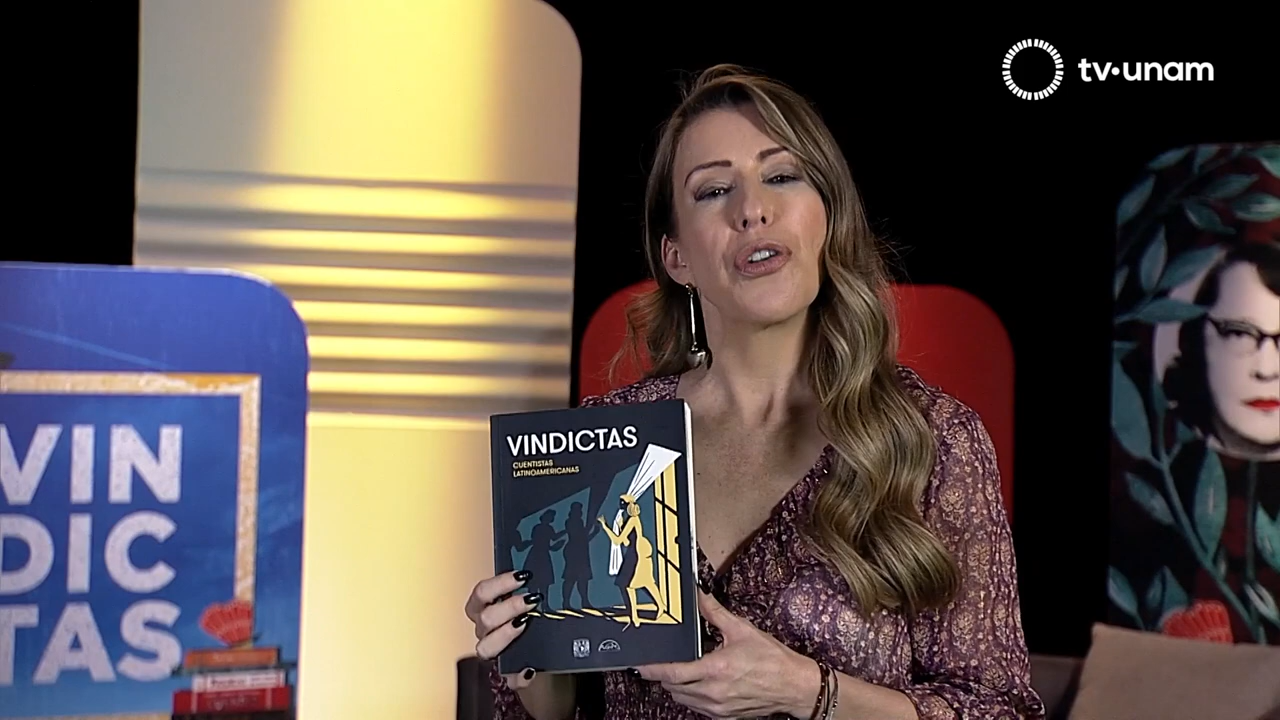 tv·unam
VIN
DIC
TAS
VINDICTAS
CUENTISTAS
LATINOAMERICANAS